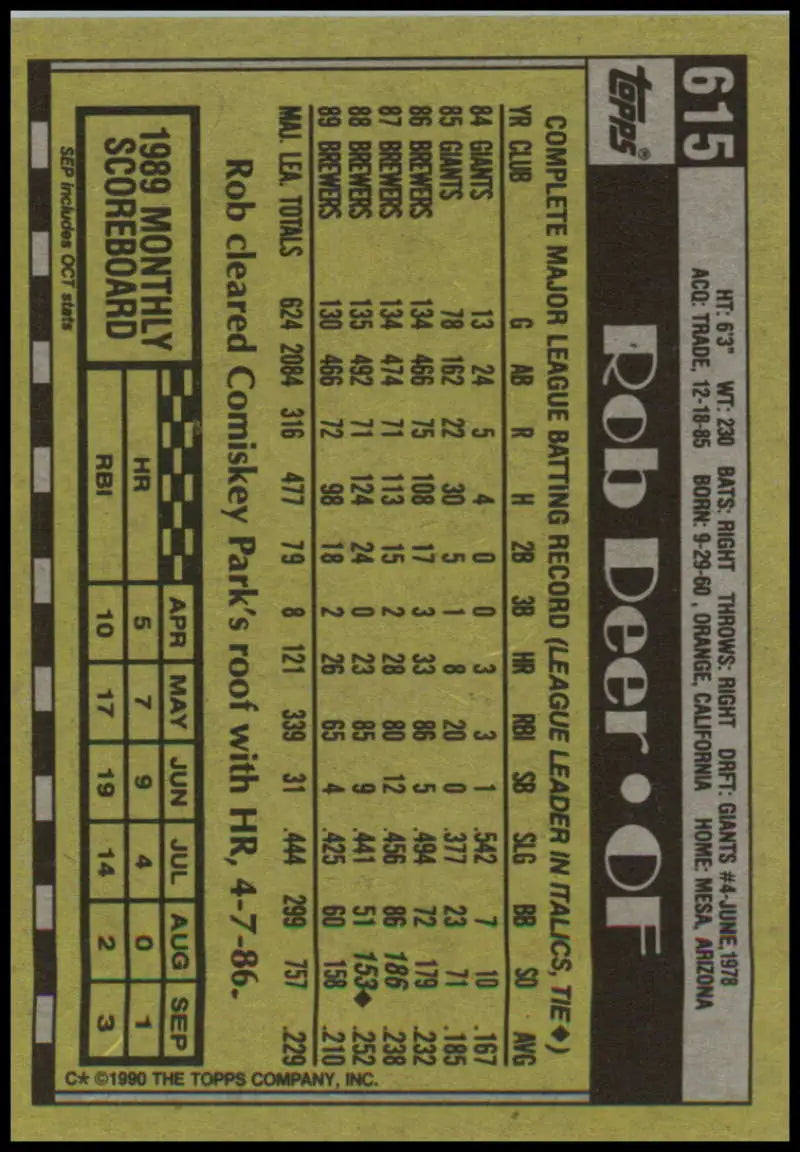 615
HT: 6'3" WT: 230 BATS: RIGHT THROWS: RIGHT DRFT: GIANTS #4-JUNE, 1978
ACQ: TRADE, 12-18-85 BORN: 9-29-60, ORANGE, CALIFORNIA HOME: MESA, ARIZONA
Topps®
Rob Deer • OF
COMPLETE MAJOR LEAGUE BATTING RECORD (LEAGUE LEADER IN ITALICS, TIE ◆)
YR CLUB G AB R H 2B 3B HR RBI SB SLG BB SO AVG
84 GIANTS 13 24 5 4 0 0 3 3 1 .542 7 10 .167
85 GIANTS 78 162 22 30 5 1 8 20 0 .377 23 71 .185
86 BREWERS 134 466 75 108 17 3 33 86 5 .494 72 179 .232
87 BREWERS 134 474 71 113 15 2 28 80 12 .456 86 186 .238
88 BREWERS 135 492 71 124 24 0 23 85 9 .441 51 153◆ .252
89 BREWERS 130 466 72 98 18 2 26 65 4 .425 60 158 .210
MAJ. LEA. TOTALS 624 2084 316 477 79 8 121 339 31 .444 299 757 .229
Rob cleared Comiskey Park's roof with HR, 4-7-86.
1989 MONTHLY
SCOREBOARD
APR MAY JUN JUL AUG SEP
HR 5 7 9 4 0 1
RBI 10 17 19 14 2 3
SEP includes OCT stats
C* ©1990 THE TOPPS COMPANY, INC.